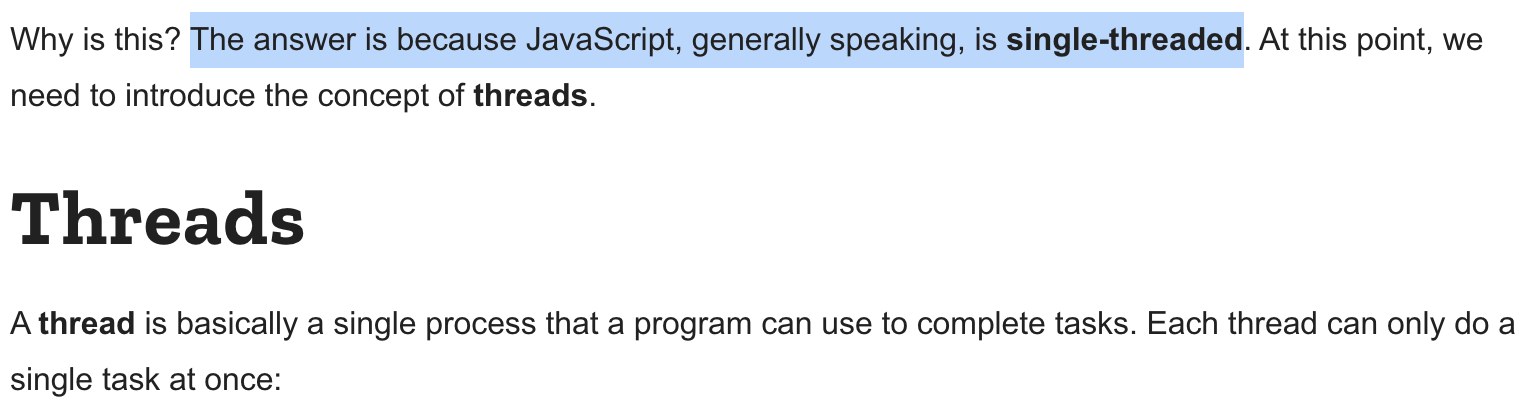 Why is this? The answer is because JavaScript, generally speaking, is single-threaded. At this point, we
need to introduce the concept of threads.
Threads
A thread is basically a single process that a program can use to complete tasks. Each thread can only do a
single task at once: